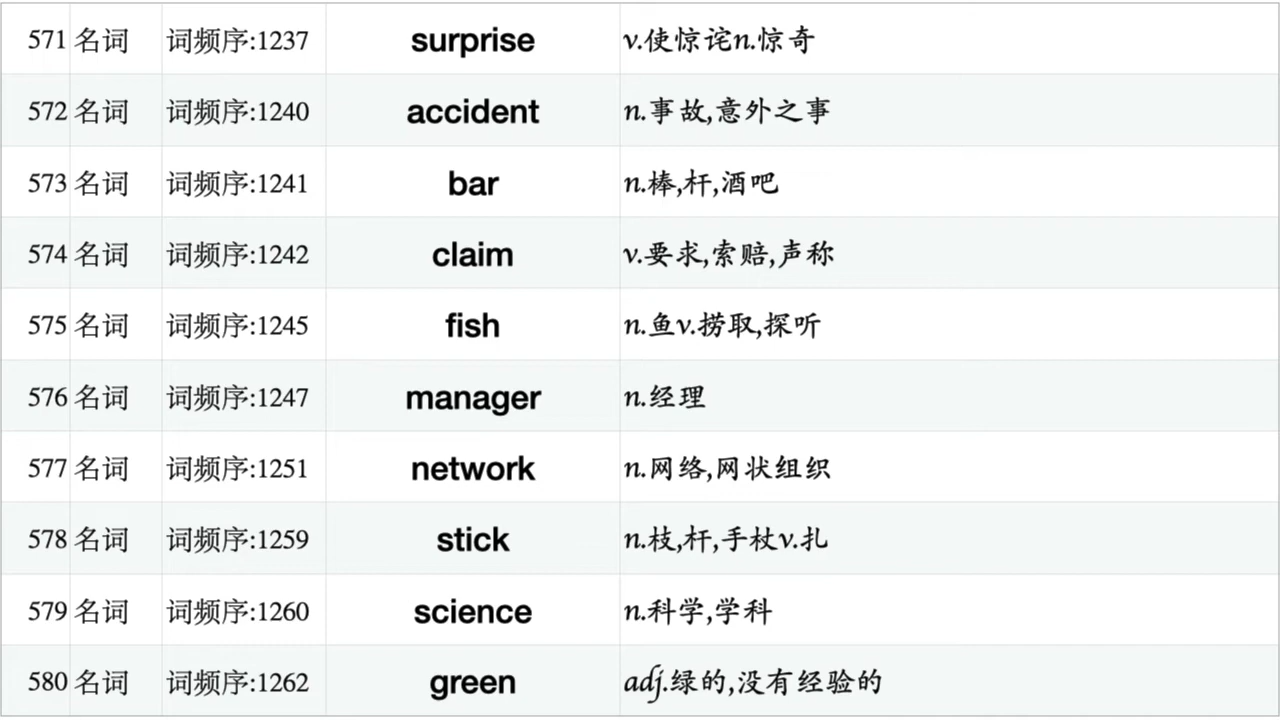 571 名词 词频序:1237 surprise v.使惊诧n.惊奇
572 名词 词频序:1240 accident n.事故,意外之事
573 名词 词频序:1241 bar n.棒,杆,酒吧
574 名词 词频序:1242 claim v.要求,索赔,声称
575 名词 词频序:1245 fish n.鱼v.捞取,探听
576 名词 词频序:1247 manager n.经理
577 名词 词频序:1251 network n.网络,网状组织
578 名词 词频序:1259 stick n.枝,杆,手杖v.扎
579 名词 词频序:1260 science n.科学,学科
580 名词 词频序:1262 green adj.绿的,没有经验的